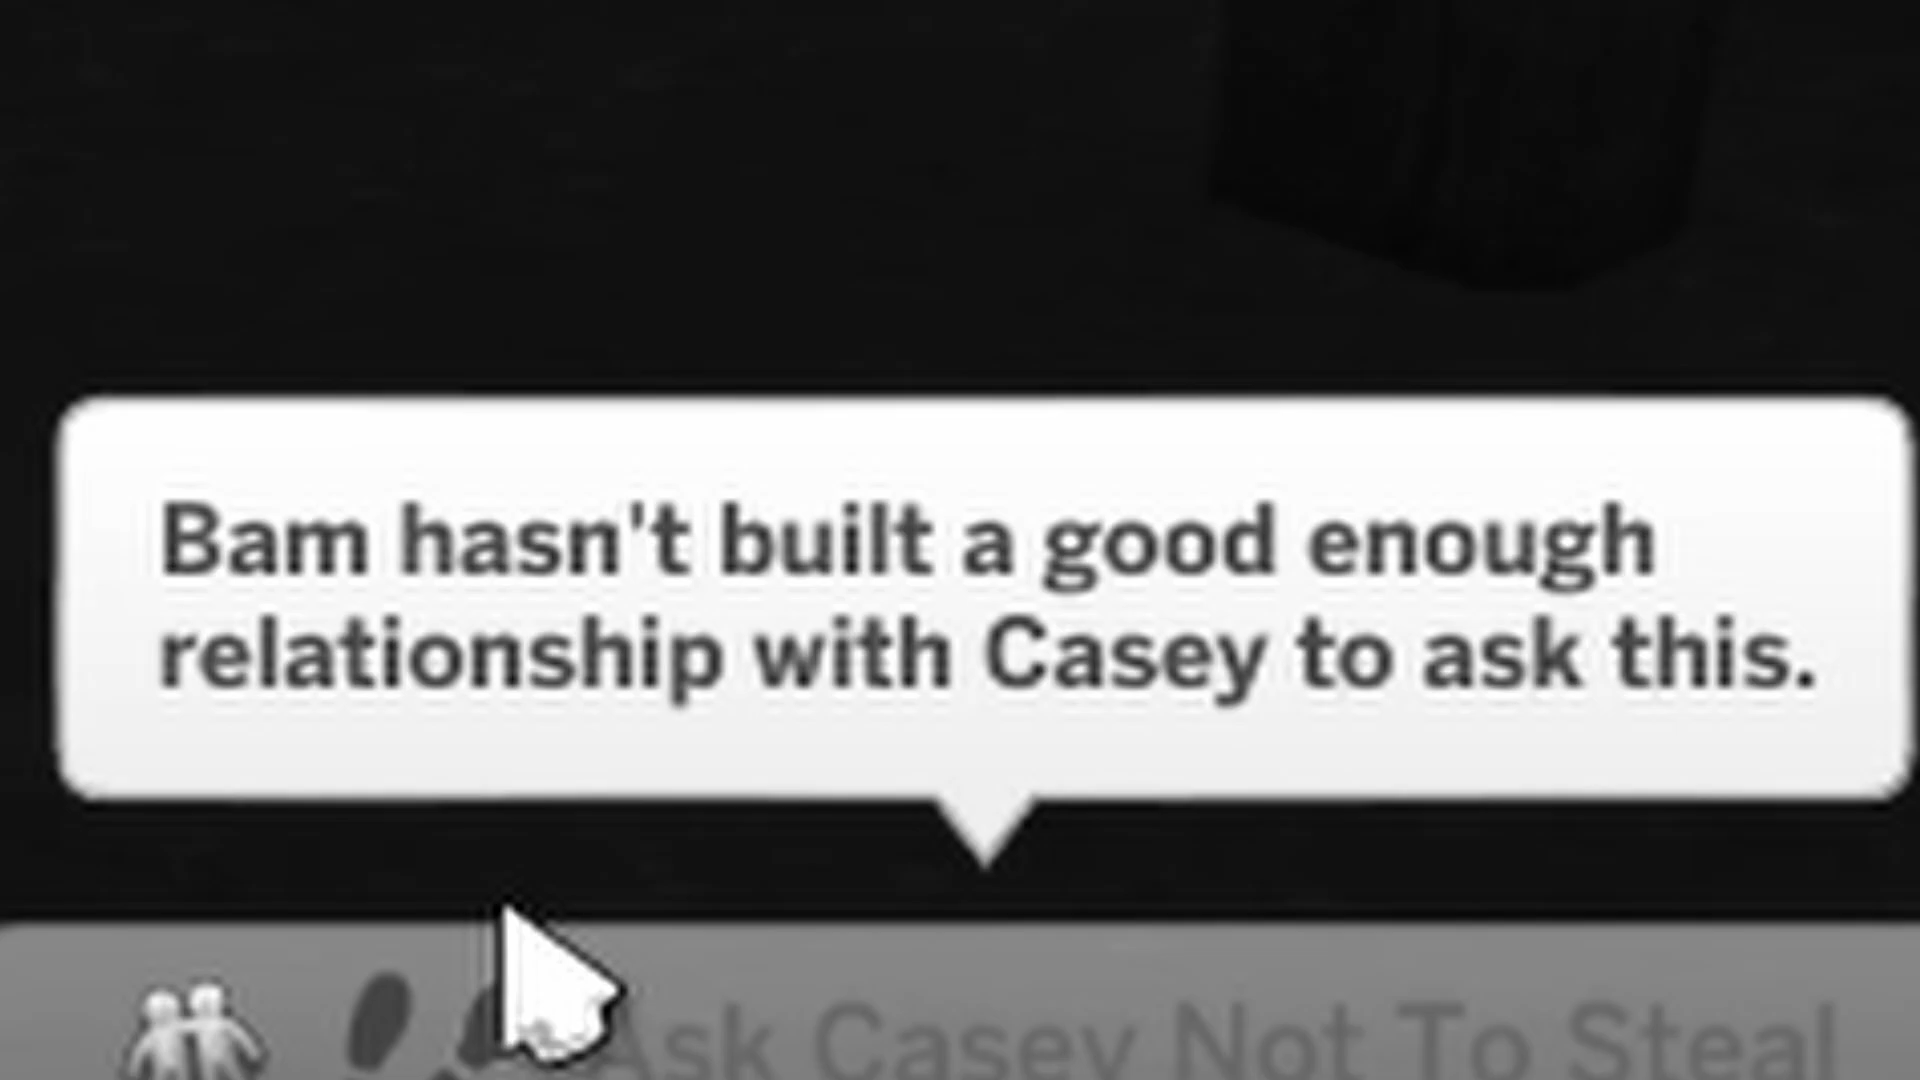 Bam hasn't built a good enough
relationship with Casey to ask this.
Ask Casey Not To Steal